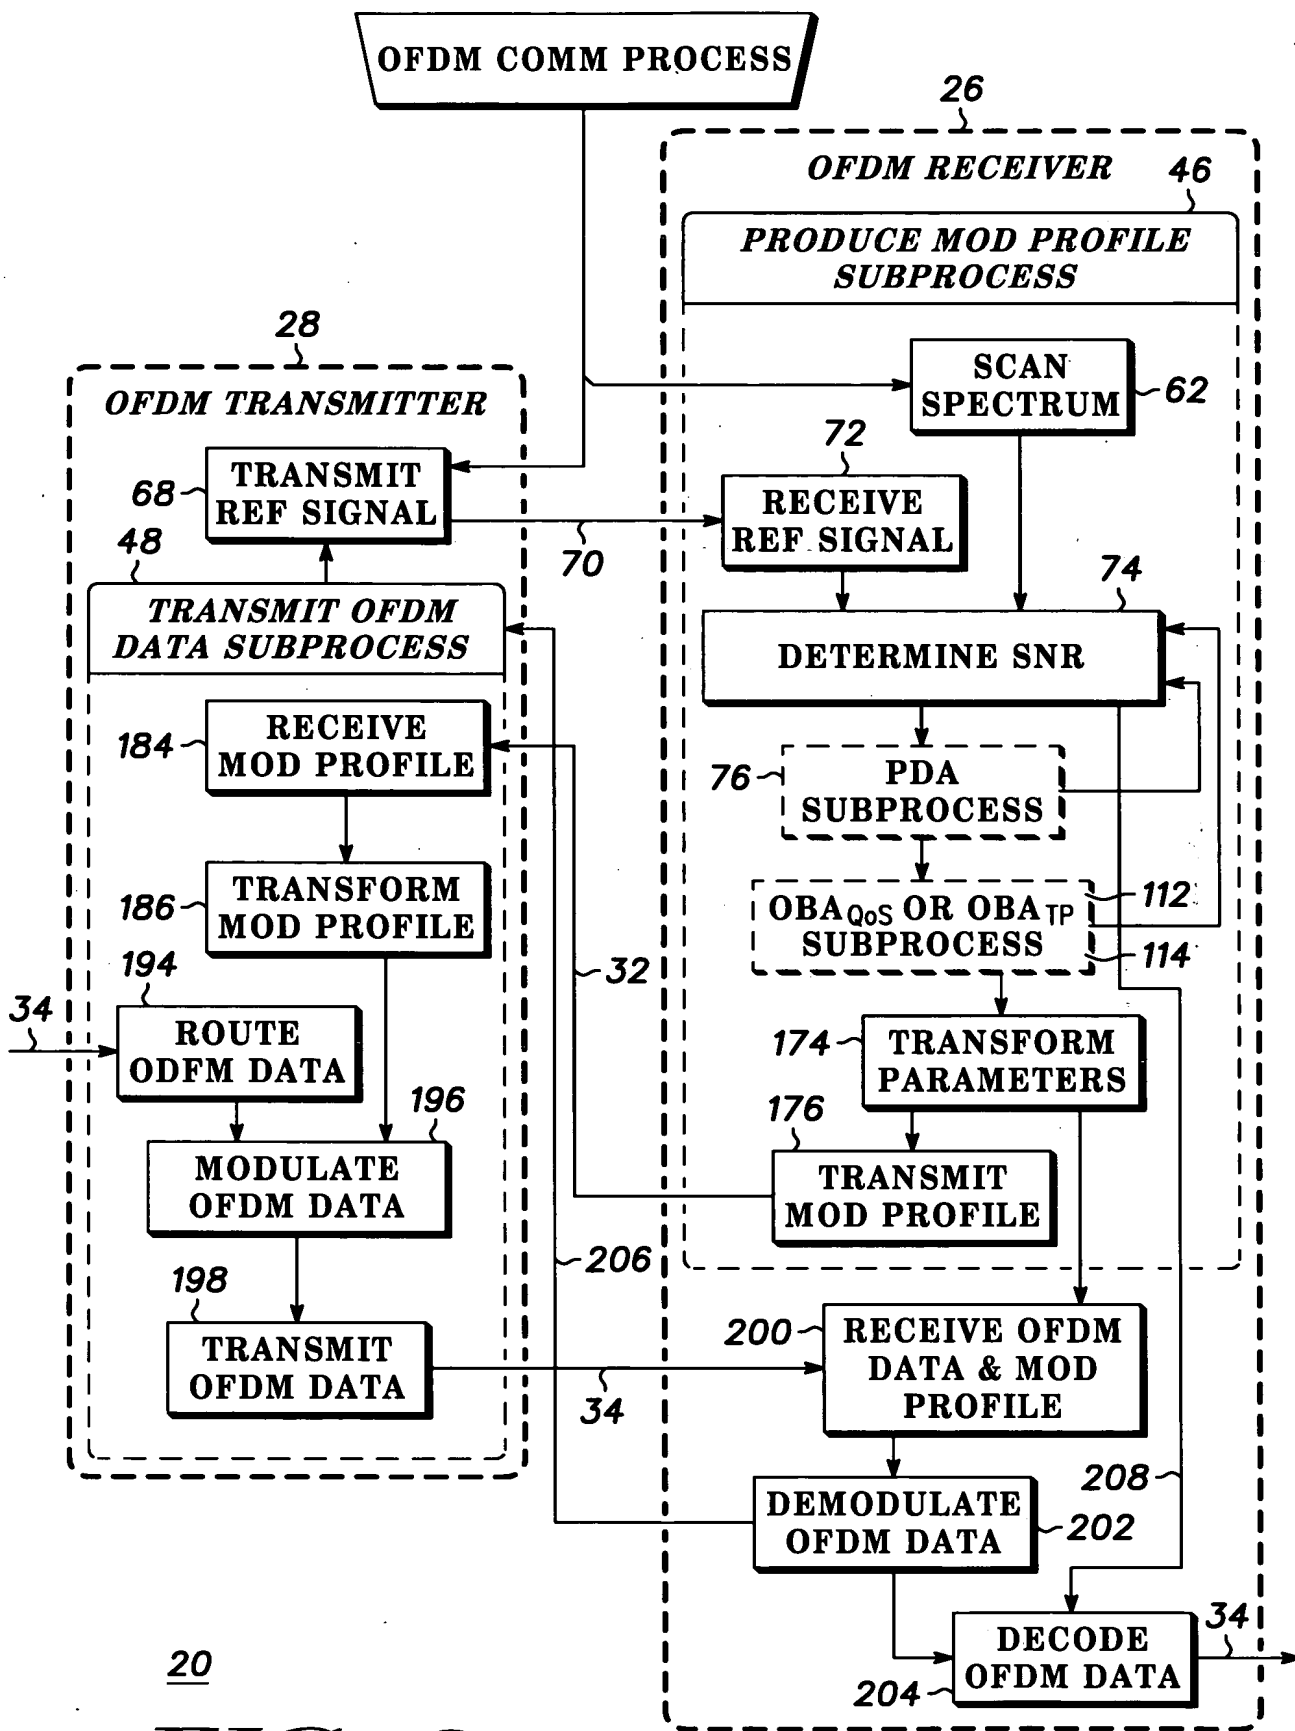 OFDM COMM PROCESS
26
OFDM RECEIVER
46
PRODUCE MOD PROFILE
SUBPROCESS
28
OFDM TRANSMITTER
SCAN
SPECTRUM
62
72
TRANSMIT
REF SIGNAL
68
RECEIVE
REF SIGNAL
70
48
74
TRANSMIT OFDM
DATA SUBPROCESS
DETERMINE SNR
184
RECEIVE
MOD PROFILE
76
PDA
SUBPROCESS
186
TRANSFORM
MOD PROFILE
OBA QoS OR OBA TP
SUBPROCESS
112
114
32
194
34
ROUTE
ODFM DATA
174
TRANSFORM
PARAMETERS
196
176
MODULATE
OFDM DATA
TRANSMIT
MOD PROFILE
206
198
TRANSMIT
OFDM DATA
34
200
RECEIVE OFDM
DATA & MOD
PROFILE
208
DEMODULATE
OFDM DATA
202
DECODE
OFDM DATA
34
204
20